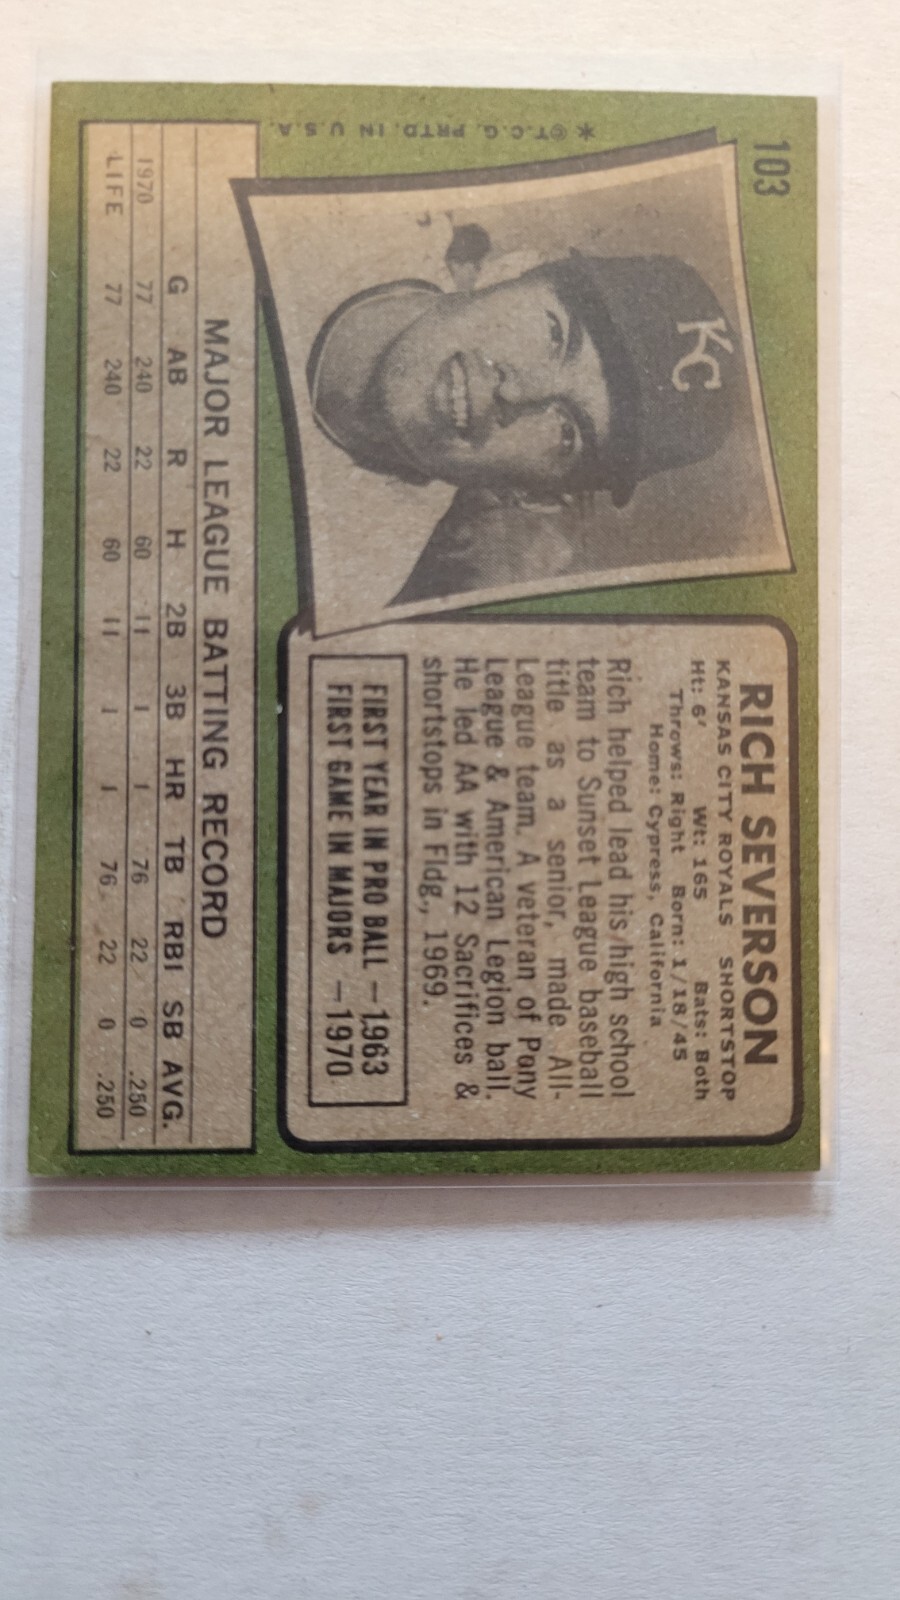 103
* ©T.C.G. PRTD. IN U.S.A.
KC
RICH SEVERSON
KANSAS CITY ROYALS SHORTSTOP
Ht: 6' Wt: 165 Bats: Both
Throws: Right Born: 1/18/45
Home: Cypress, California
Rich helped lead his high school
team to Sunset League baseball
title as a senior, made All-
League team. A veteran of Pony
League & American Legion ball.
He led AA with 12 Sacrifices &
shortstops in Fldg., 1969.
FIRST YEAR IN PRO BALL — 1963
FIRST GAME IN MAJORS — 1970
MAJOR LEAGUE BATTING RECORD
G AB R H 2B 3B HR TB RBI SB AVG.
1970 77 240 22 60 11 1 1 76 22 0 .250
LIFE 77 240 22 60 11 1 1 76 22 0 .250